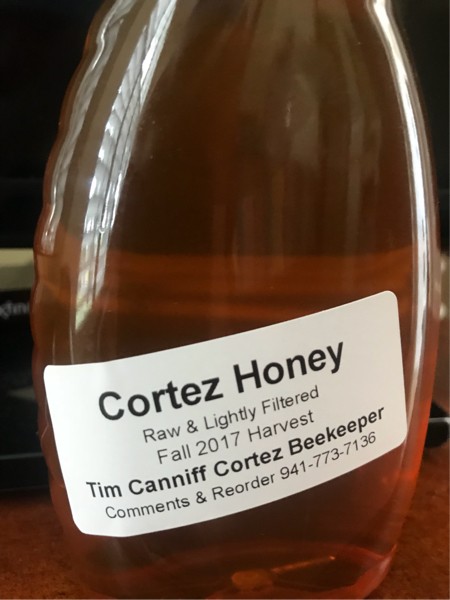 Cortez Honey
Raw & Lightly Filtered
Fall 2017 Harvest
Tim Canniff Cortez Beekeeper
Comments & Reorder 941-773-7136